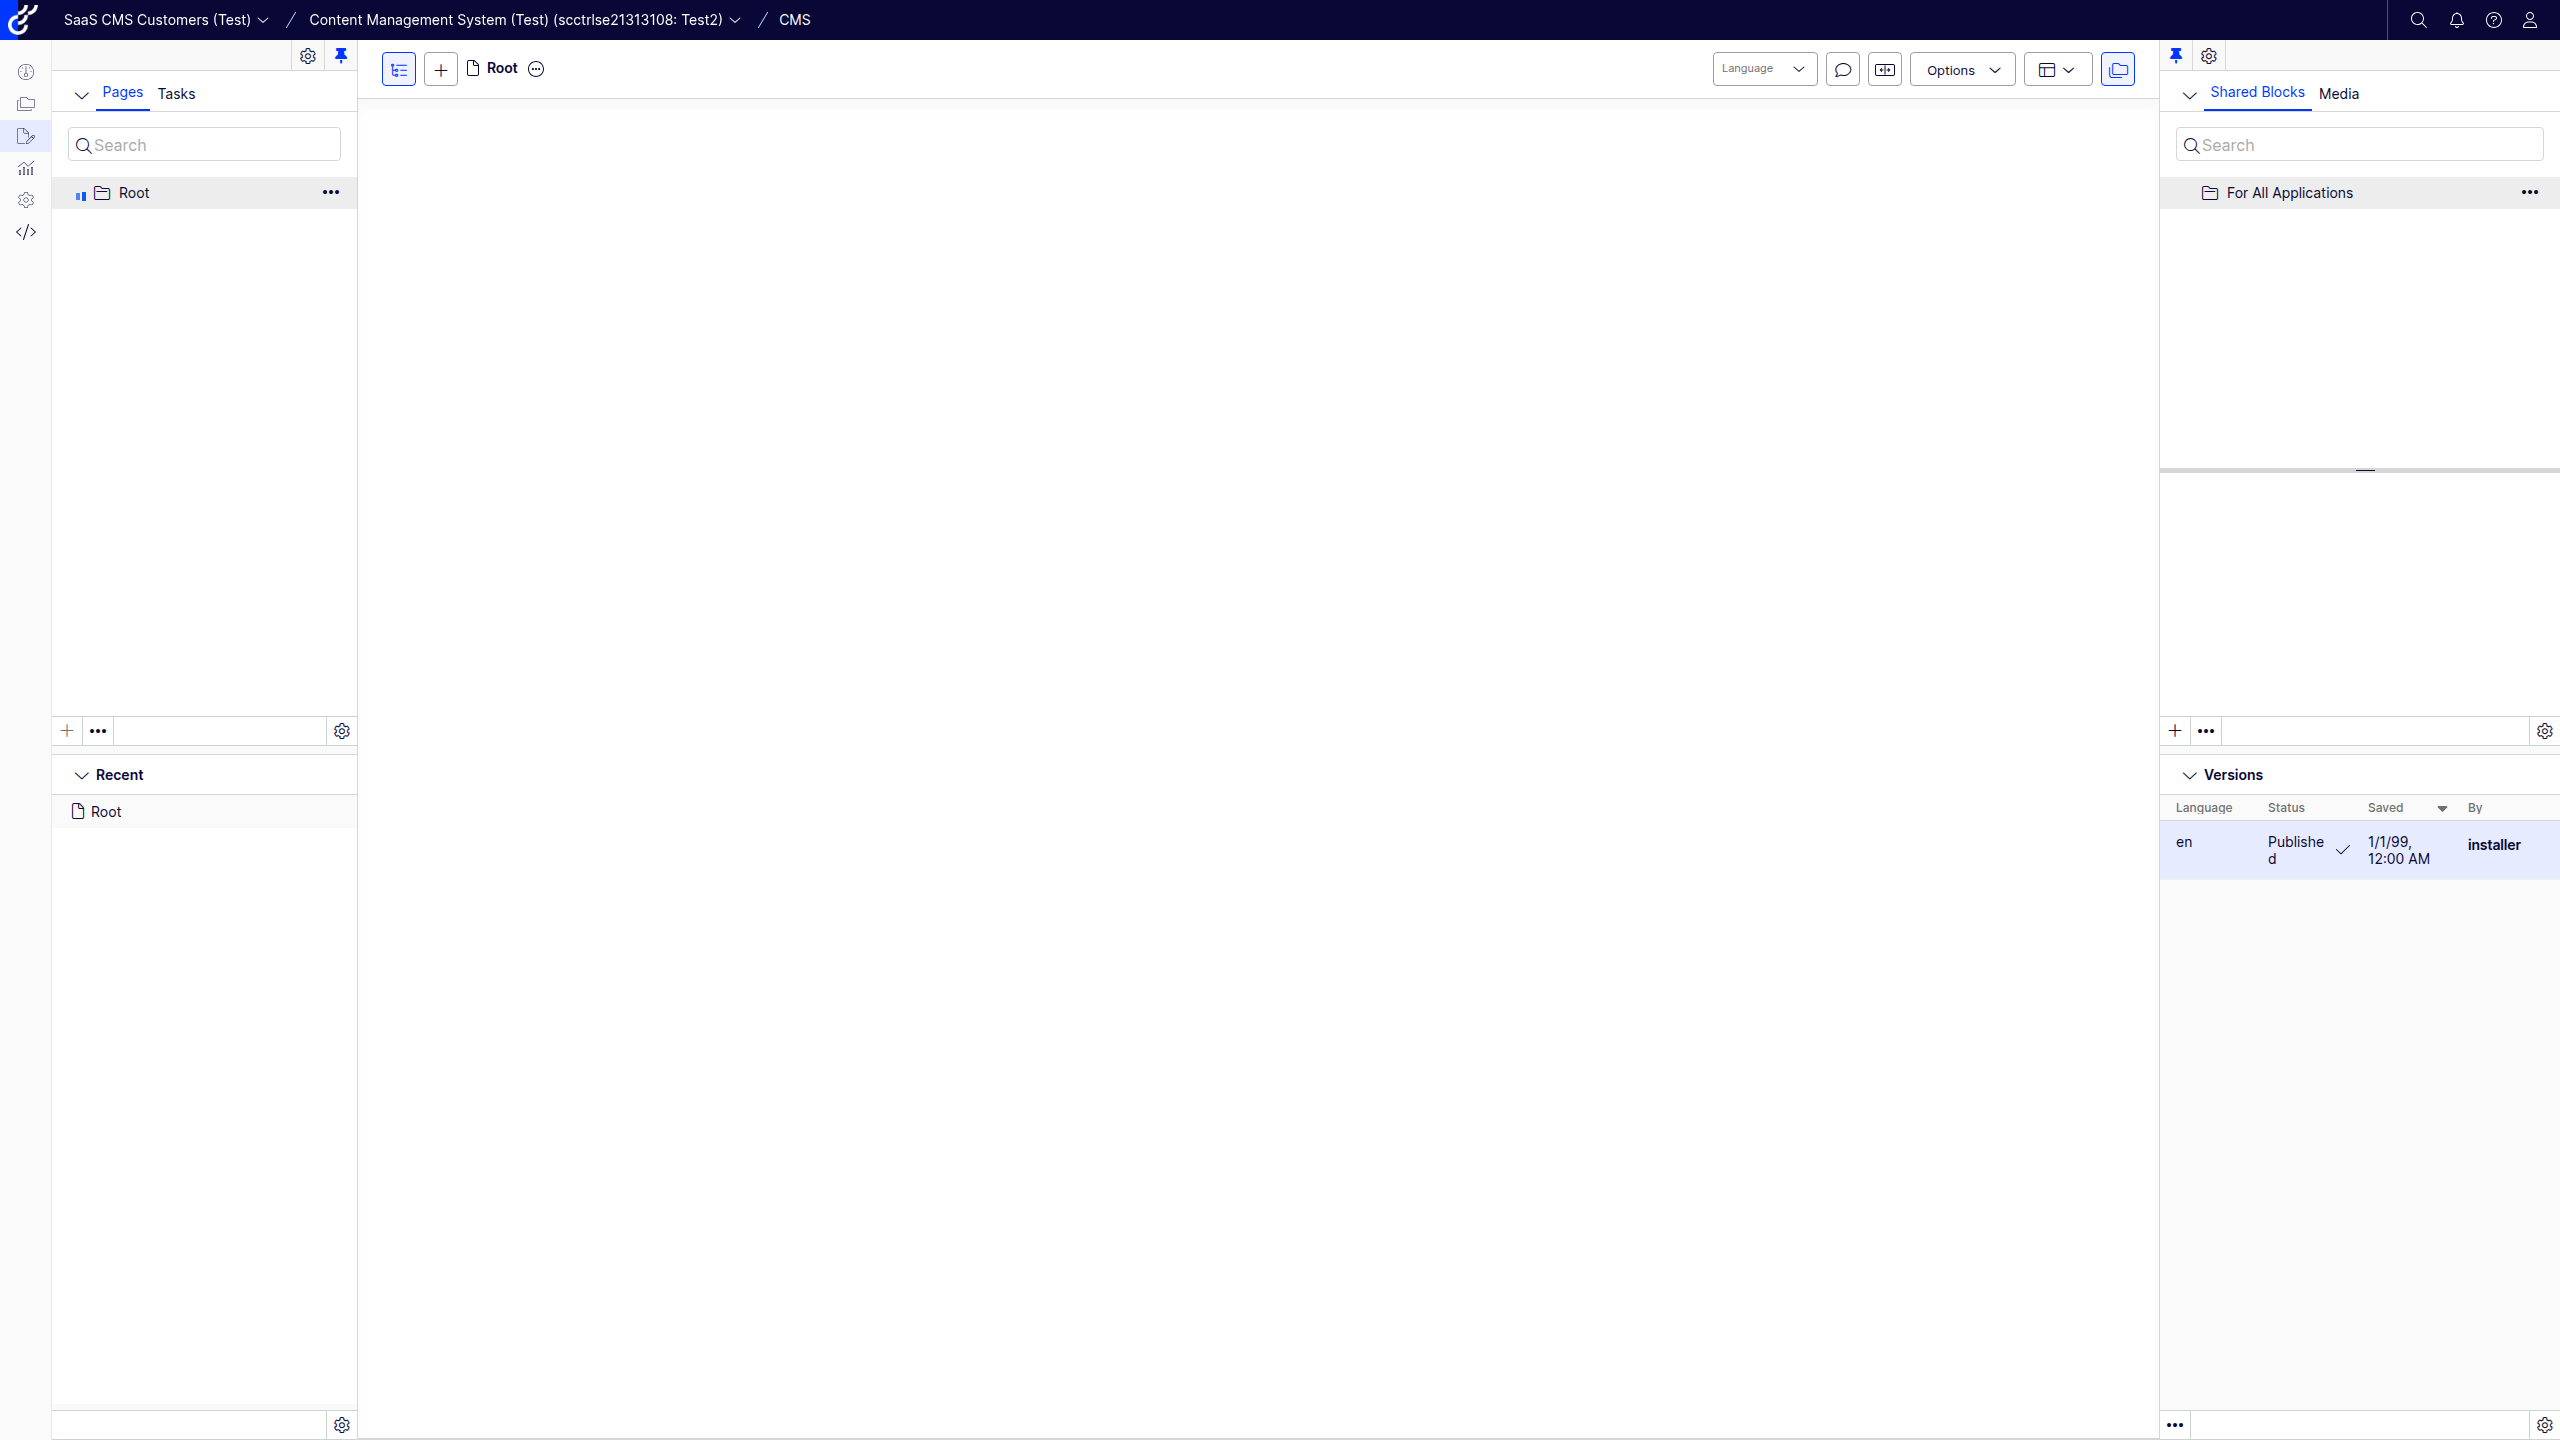 SaaS CMS Customers (Test) / Content Management System (Test) (scctrlse21313108: Test2) / CMS
Root
Language
Options
Pages Tasks
Search
Root
Recent
Root
Shared Blocks Media
Search
For All Applications
Versions
Language Status Saved By
en Publishe 1/1/99, installer
d 12:00 AM